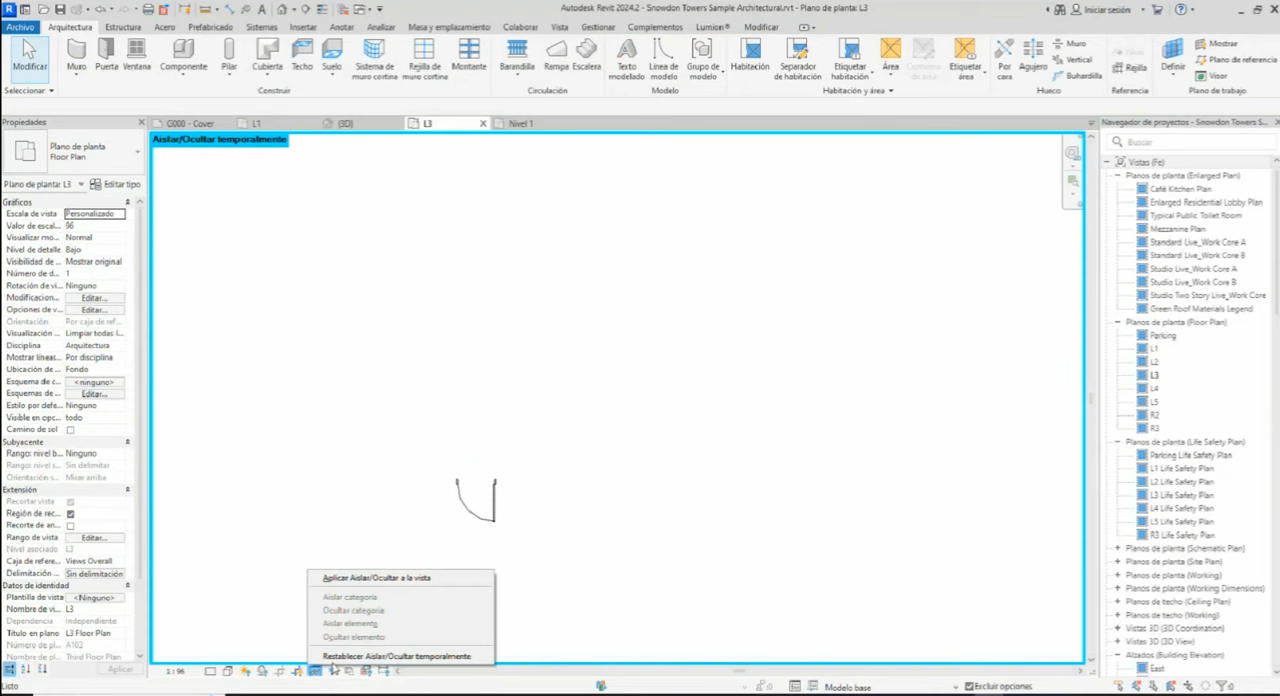 Autodesk Revit 2024.2 - Snowdon Towers Sample Architectural.rvt - Plano de planta: L3
Iniciar sesión
Archivo Arquitectura Estructura Acero Prefabricado Sistemas Insertar Anotar Analizar Masa y emplazamiento Colaborar Vista Gestionar Complementos Lumion® Modificar
Modificar Muro Puerta Ventana Componente Pilar Cubierta Techo Suelo Sistema de muro cortina Rejilla de muro cortina Montante Barandilla Rampa Escalera Texto modelado Línea de modelo Grupo de modelo Habitación Separador de habitación Etiquetar habitación Área Etiquetar área Por cara Agujero Muro Vertical Buhardilla Nivel Rejilla Definir Mostrar Plano de referencia Visor
Seleccionar Construir Circulación Modelo Habitación y área Hueco Referencia Plano de trabajo
Propiedades
Plano de planta
Floor Plan
Plano de planta: L3 Editar tipo
Gráficos
Escala de vista Personalizado
Valor de escal... 96
Visualizar mo... Normal
Nivel de detalle Bajo
Visibilidad de ... Mostrar original
Número de d... 1
Rotación de vi... Ninguno
Modificacion... Editar...
Opciones de v... Editar...
Orientación Por caja de ref...
Visualización ... Limpiar todas l...
Disciplina Arquitectura
Mostrar líneas... Por disciplina
Ubicación de ... Fondo
Esquema de c... <ninguno>
Esquemas de ... Editar...
Estilo por defe... Ninguno
Visible en opc... todo
Camino de sol
Subyacente
Rango: nivel b... Ninguno
Rango: nivel s... Sin delimitar
Orientación s... Mirar arriba
Extensión
Recortar vista
Región de rec...
Recorte de an...
Rango de vista Editar...
Nivel asociado L3
Caja de refere... Views Overall
Delimitación ... Sin delimitación
Datos de identidad
Plantilla de vista <Ninguno>
Nombre de vi... L3
Dependencia Independiente
Título en plano L3 Floor Plan
Número de pl... A102
Nombre de pl... Third Floor Plan
Aplicar
G000 - Cover L1 {3D} L3 Nivel 1
Aislar/Ocultar temporalmente
Aplicar Aislar/Ocultar a la vista
Aislar categoría
Ocultar categoría
Aislar elemento
Ocultar elemento
Restablecer Aislar/Ocultar temporalmente
1 : 96
Navegador de proyectos - Snowdon Towers S...
Buscar
Vistas (Fe)
Planos de planta (Enlarged Plan)
Café Kitchen Plan
Enlarged Residential Lobby Plan
Typical Public Toilet Room
Mezzanine Plan
Standard Live_Work Core A
Standard Live_Work Core B
Studio Live_Work Core A
Studio Live_Work Core B
Studio Two Story Live_Work Core
Green Roof Materials Legend
Planos de planta (Floor Plan)
Parking
L1
L2
L3
L4
L5
R2
R3
Planos de planta (Life Safety Plan)
Parking Life Safety Plan
L1 Life Safety Plan
L2 Life Safety Plan
L3 Life Safety Plan
L4 Life Safety Plan
L5 Life Safety Plan
R3 Life Safety Plan
Planos de planta (Schematic Plan)
Planos de planta (Site Plan)
Planos de planta (Working)
Planos de planta (Working Dimensions)
Planos de techo (Ceiling Plan)
Planos de techo (Working)
Vistas 3D (3D Coordination)
Vistas 3D (3D View)
Alzados (Building Elevation)
East
Listo :0 Modelo base Excluir opciones :0